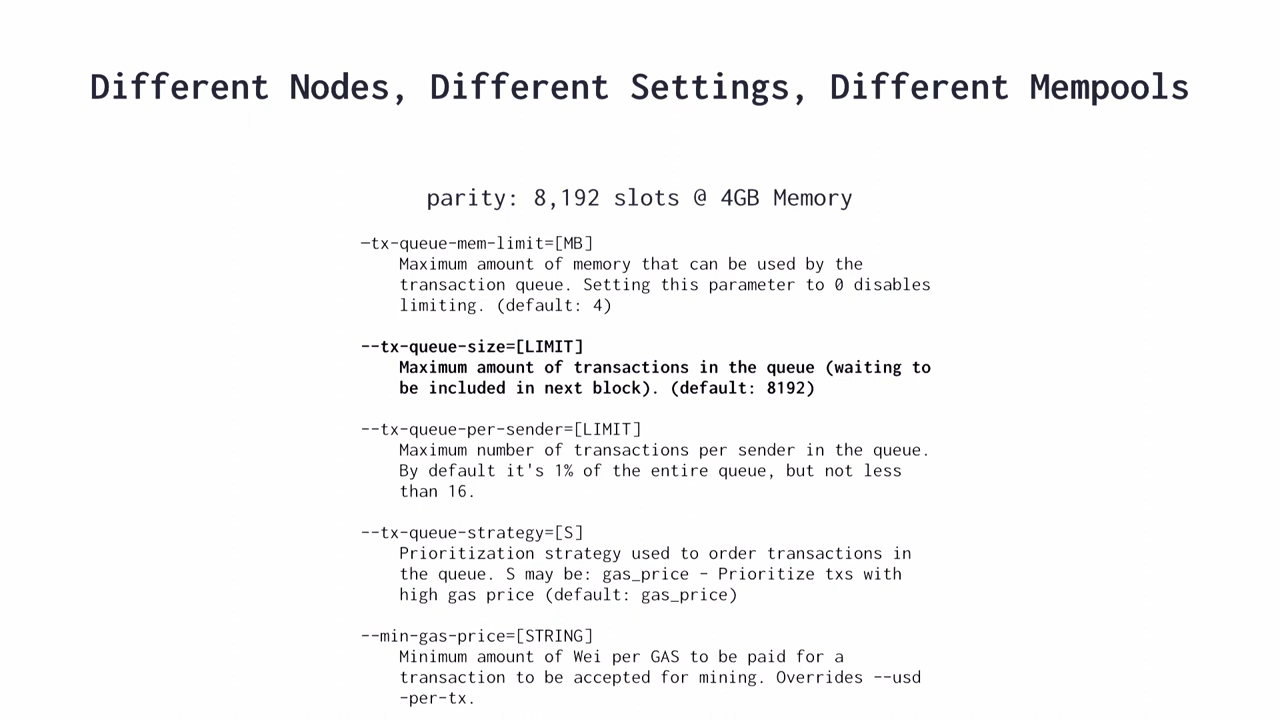 Different Nodes, Different Settings, Different Mempools
parity: 8,192 slots @ 4GB Memory
–tx-queue-mem-limit=[MB]
Maximum amount of memory that can be used by the
transaction queue. Setting this parameter to 0 disables
limiting. (default: 4)
--tx-queue-size=[LIMIT]
Maximum amount of transactions in the queue (waiting to
be included in next block). (default: 8192)
--tx-queue-per-sender=[LIMIT]
Maximum number of transactions per sender in the queue.
By default it's 1% of the entire queue, but not less
than 16.
--tx-queue-strategy=[S]
Prioritization strategy used to order transactions in
the queue. S may be: gas_price - Prioritize txs with
high gas price (default: gas_price)
--min-gas-price=[STRING]
Minimum amount of Wei per GAS to be paid for a
transaction to be accepted for mining. Overrides --usd
-per-tx.